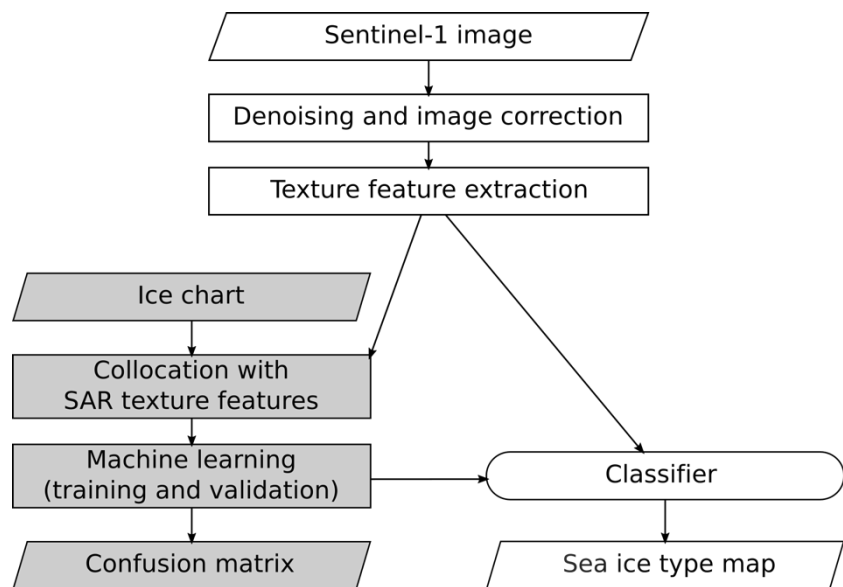 Sentinel-1 image
Denoising and image correction
Texture feature extraction
Ice chart
Collocation with
SAR texture features
Machine learning
(training and validation)
Classifier
Confusion matrix
Sea ice type map